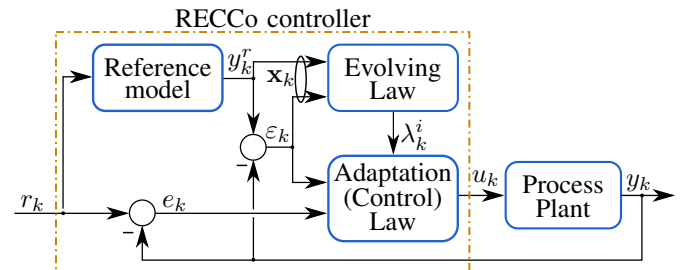 RECCo controller
Reference
model
y_k^r
x_k
Evolving
Law
ε_k
-
λ_k^i
Adaptation
(Control)
Law
u_k
Process
Plant
y_k
r_k
e_k
-